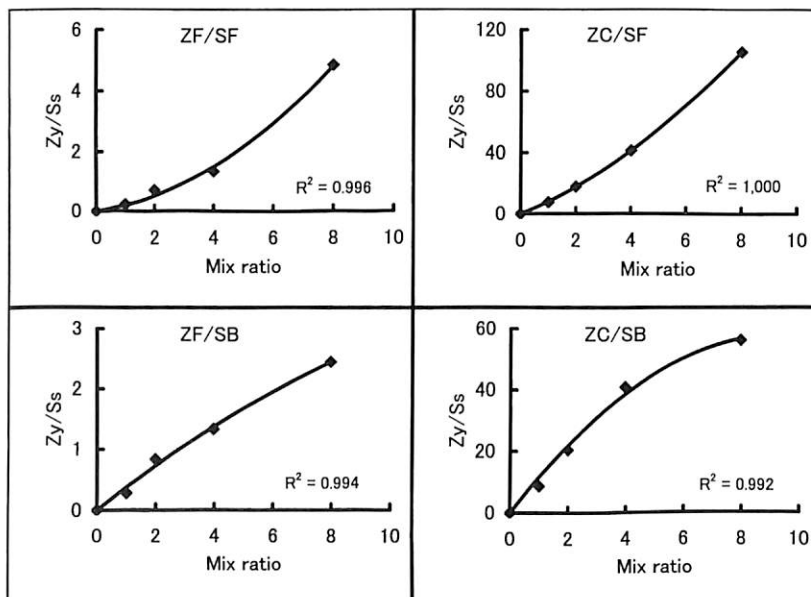 ZF/SF
6
4
2
0
Zy/Ss
R² = 0.996
0 2 4 6 8 10
Mix ratio
ZC/SF
120
80
40
0
Zy/Ss
R² = 1,000
0 2 4 6 8 10
Mix ratio
ZF/SB
3
2
1
0
Zy/Ss
R² = 0.994
0 2 4 6 8 10
Mix ratio
ZC/SB
60
40
20
0
Zy/Ss
R² = 0.992
0 2 4 6 8 10
Mix ratio